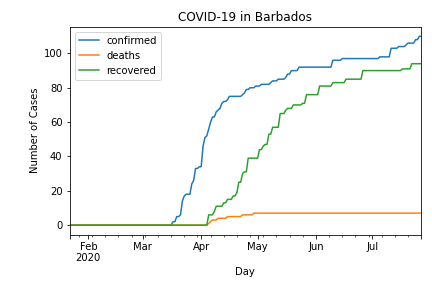 COVID-19 in Barbados
confirmed
deaths
recovered
Number of Cases
100
80
60
40
20
0
Feb Mar Apr May Jun Jul
2020
Day